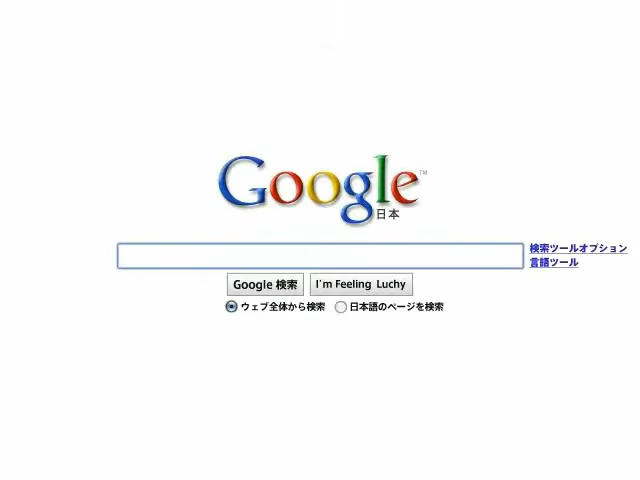 Google™
日本
検索ツールオプション
言語ツール
Google 検索 I'm Feeling Luchy
ウェブ全体から検索 日本語のページを検索